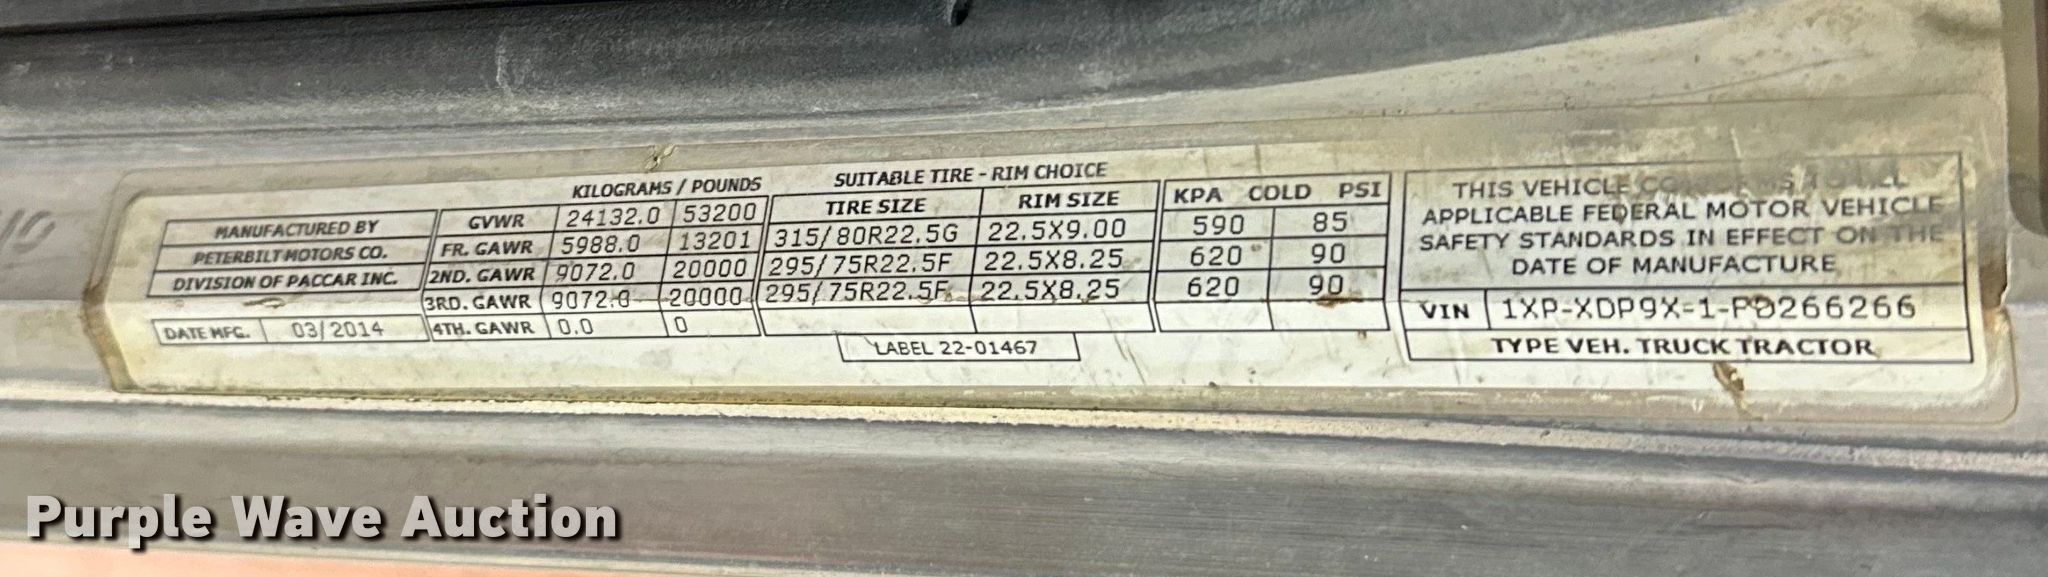 KILOGRAMS / POUNDS SUITABLE TIRE - RIM CHOICE
TIRE SIZE RIM SIZE KPA COLD PSI
MANUFACTURED BY GVWR 24132.0 53200
PETERBILT MOTORS CO. FR. GAWR 5988.0 13201 315/80R22.5G 22.5X9.00 590 85
DIVISION OF PACCAR INC. 2ND. GAWR 9072.0 20000 295/75R22.5F 22.5X8.25 620 90
3RD. GAWR 9072.0 20000 295/75R22.5F 22.5X8.25 620 90
DATE MFG. 03/2014 4TH. GAWR 0.0 0
LABEL 22-01467
THIS VEHICLE CONFORMS TO ALL
APPLICABLE FEDERAL MOTOR VEHICLE
SAFETY STANDARDS IN EFFECT ON THE
DATE OF MANUFACTURE
VIN 1XP-XDP9X-1-PD266266
TYPE VEH. TRUCK TRACTOR
Purple Wave Auction